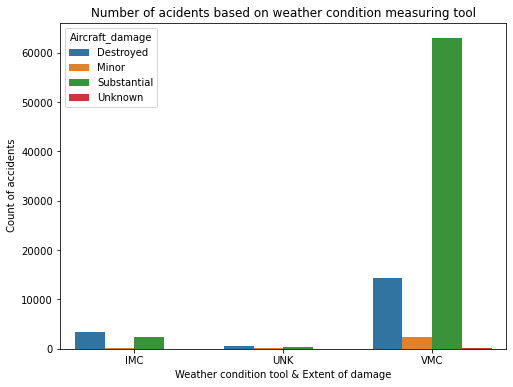 Number of acidents based on weather condition measuring tool
Aircraft_damage
Destroyed
Minor
Substantial
Unknown
60000
50000
40000
30000
20000
10000
0
Count of accidents
IMC
UNK
VMC
Weather condition tool & Extent of damage